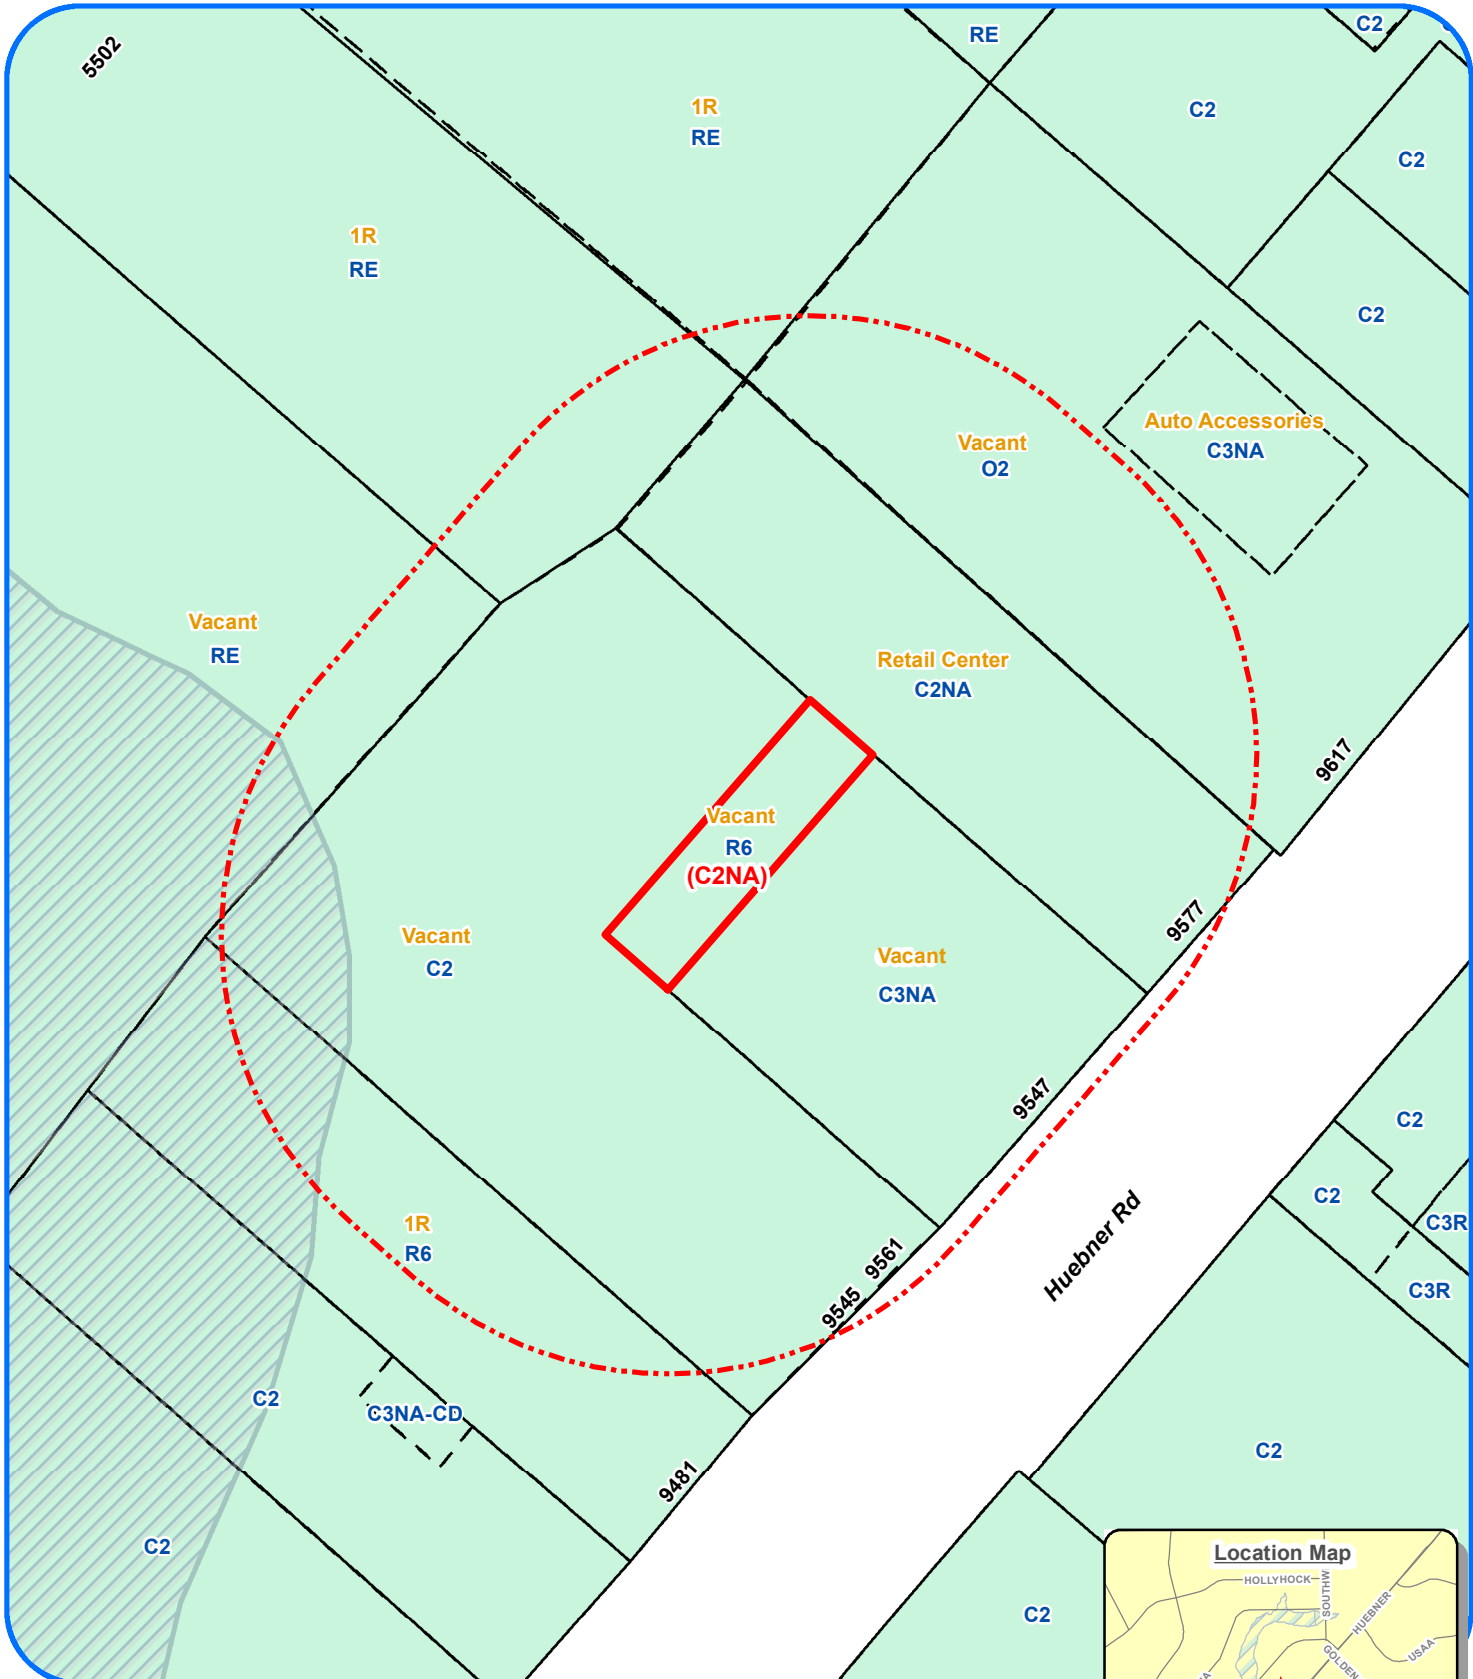 5502
RE
C2
1R
RE
C2
C2
1R
RE
C2
Auto Accessories
C3NA
Vacant
O2
Vacant
RE
Retail Center
C2NA
9617
Vacant
R6
(C2NA)
9577
Vacant
C2
Vacant
C3NA
9547
C2
C2
C3R
1R
R6
9561
9545
Huebner Rd
C3R
C2
C3NA-CD
9481
C2
C2
C2
Location Map
HOLLYHOCK
SOUTHW
HUEBNER
USAA
GOLDEN